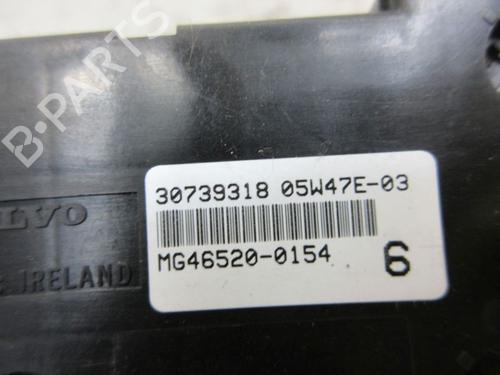 B-PARTS
30739318 05W47E-03
MG46520-0154 6
LVO
IRELAND